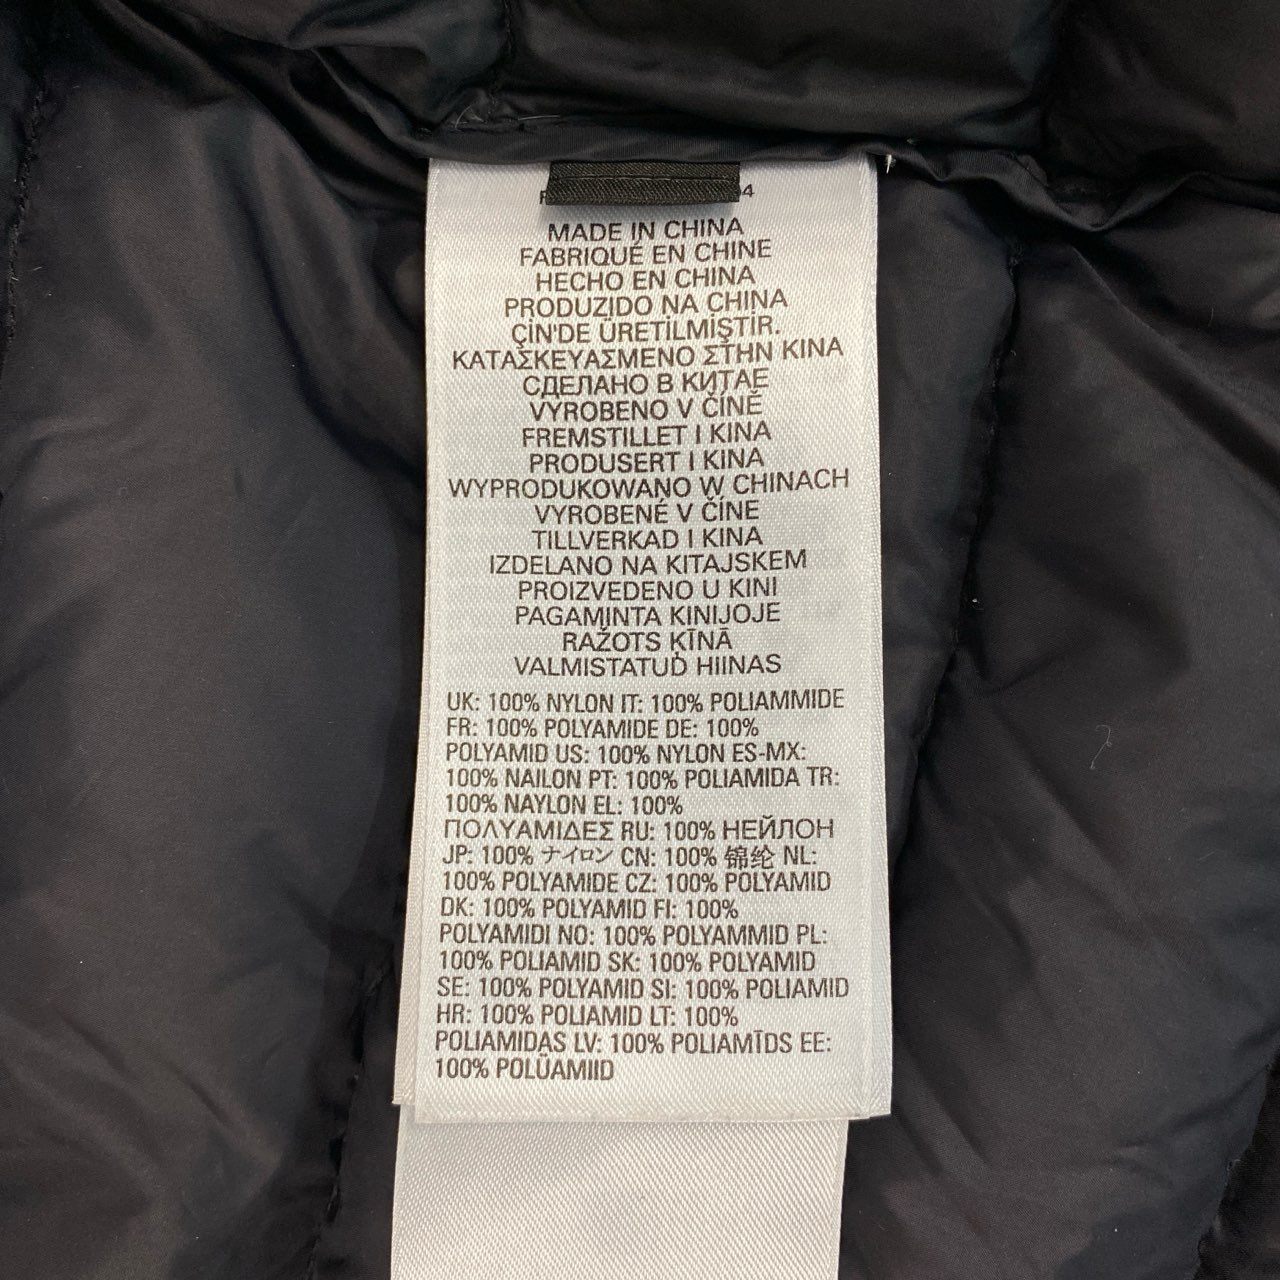 MADE IN CHINA
FABRIQUÉ EN CHINE
HECHO EN CHINA
PRODUZIDO NA CHINA
ÇİN'DE ÜRETİLMİŞTİR.
ΚΑΤΑΣΚΕΥΑΣΜΕΝΟ ΣΤΗΝ ΚΙΝΑ
СДЕЛАНО В КИТАЕ
VYROBENO V ČÍNĚ
FREMSTILLET I KINA
PRODUSERT I KINA
WYPRODUKOWANO W CHINACH
VYROBENÉ V ČÍNE
TILLVERKAD I KINA
IZDELANO NA KITAJSKEM
PROIZVEDENO U KINI
PAGAMINTA KINIJOJE
RAŽOTS ĶĪNĀ
VALMISTATUD HIINAS
UK: 100% NYLON IT: 100% POLIAMMIDE
FR: 100% POLYAMIDE DE: 100%
POLYAMID US: 100% NYLON ES-MX:
100% NAILON PT: 100% POLIAMIDA TR:
100% NAYLON EL: 100%
ΠΟΛΥΑΜΙΔΕΣ RU: 100% НЕЙЛОН
JP: 100% ナイロン CN: 100% 锦纶 NL:
100% POLYAMIDE CZ: 100% POLYAMID
DK: 100% POLYAMID FI: 100%
POLYAMIDI NO: 100% POLYAMMID PL:
100% POLIAMID SK: 100% POLYAMID
SE: 100% POLYAMID SI: 100% POLIAMID
HR: 100% POLIAMID LT: 100%
POLIAMIDAS LV: 100% POLIAMĪDS EE:
100% POLÜAMIID